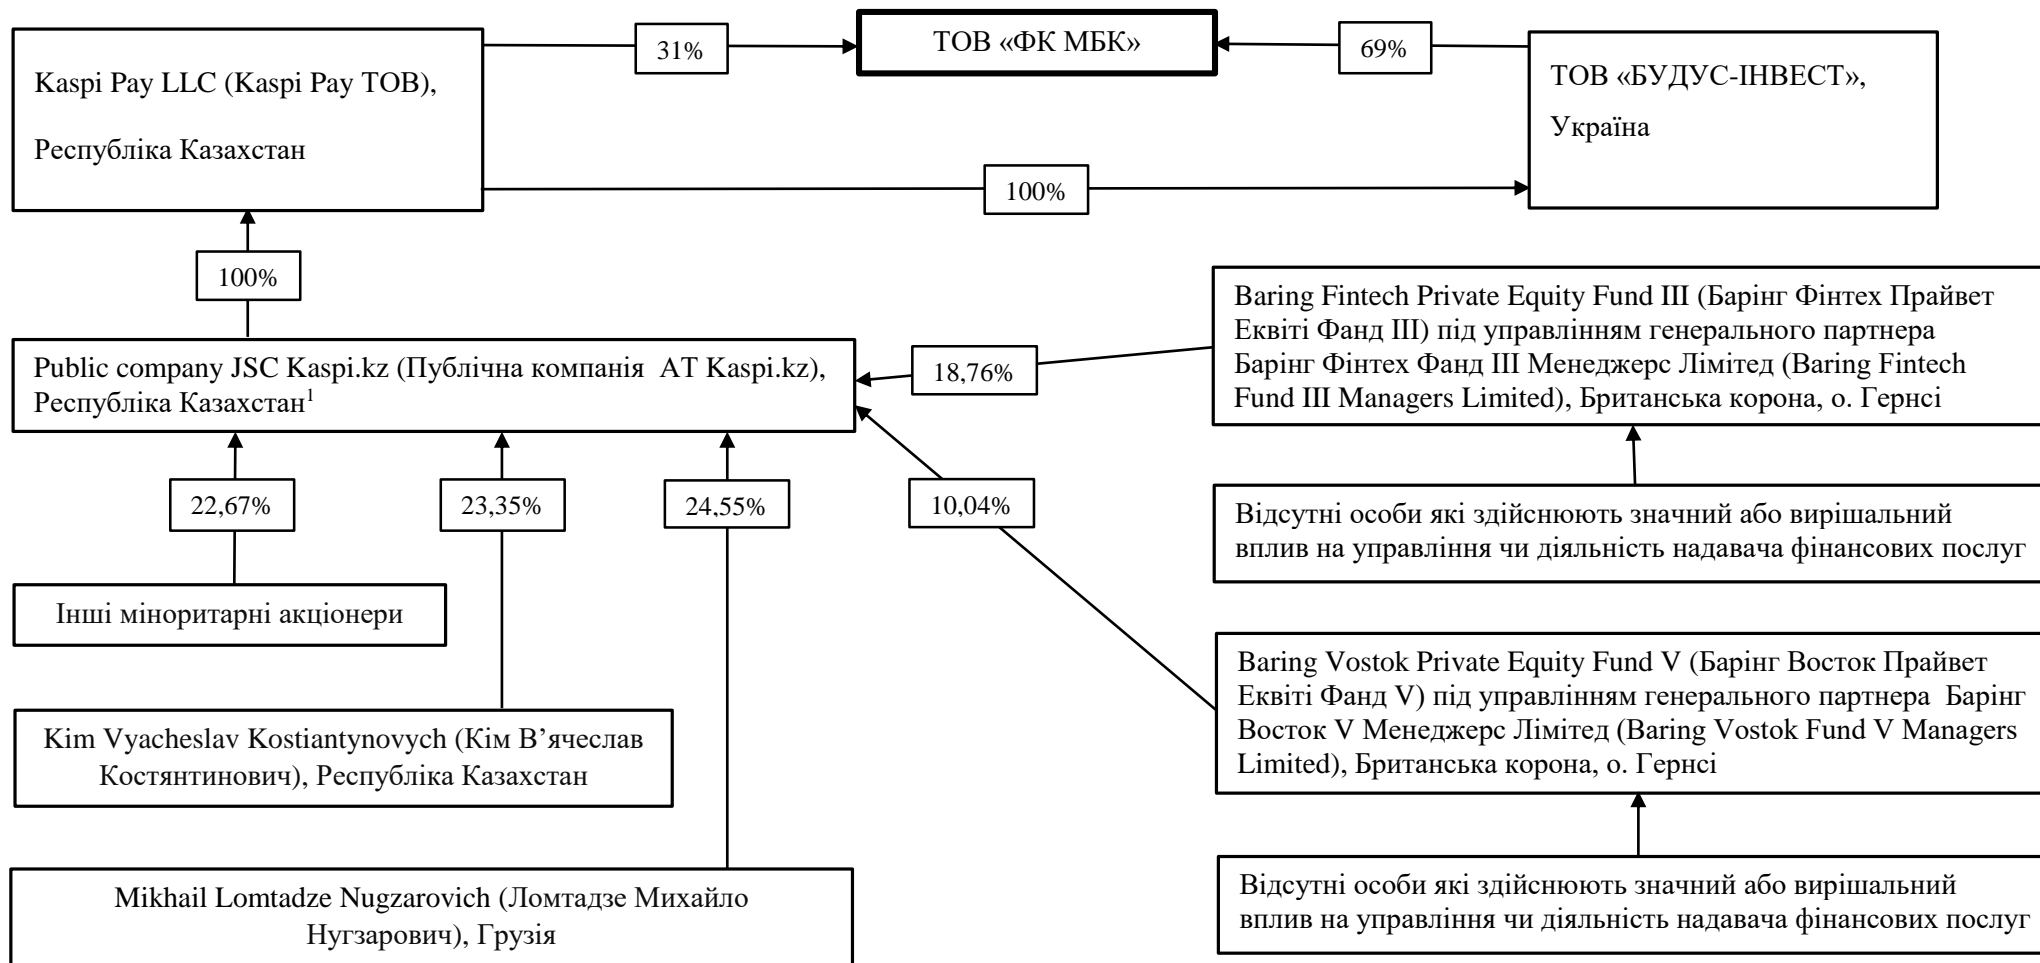 31%
ТОВ «ФК МБК»
69%
Kaspi Pay LLC (Kaspi Pay ТОВ),
Республіка Казахстан
ТОВ «БУДУС-ІНВЕСТ»,
Україна
100%
100%
Public company JSC Kaspi.kz (Публічна компанія АТ Kaspi.kz),
Республіка Казахстан¹
18,76%
Baring Fintech Private Equity Fund III (Барінг Фінтех Прайвет
Еквіті Фанд III) під управлінням генерального партнера
Барінг Фінтех Фанд III Менеджерс Лімітед (Baring Fintech
Fund III Managers Limited), Британська корона, о. Гернсі
22,67%
23,35%
24,55%
10,04%
Відсутні особи які здійснюють значний або вирішальний
вплив на управління чи діяльність надавача фінансових послуг
Інші міноритарні акціонери
Baring Vostok Private Equity Fund V (Барінг Восток Прайвет
Еквіті Фанд V) під управлінням генерального партнера Барінг
Восток V Менеджерс Лімітед (Baring Vostok Fund V Managers
Limited), Британська корона, о. Гернсі
Kim Vyacheslav Kostiantynovych (Кім В’ячеслав
Костянтинович), Республіка Казахстан
Mikhail Lomtadze Nugzarovich (Ломтадзе Михайло
Нугзарович), Грузія
Відсутні особи які здійснюють значний або вирішальний
вплив на управління чи діяльність надавача фінансових послуг